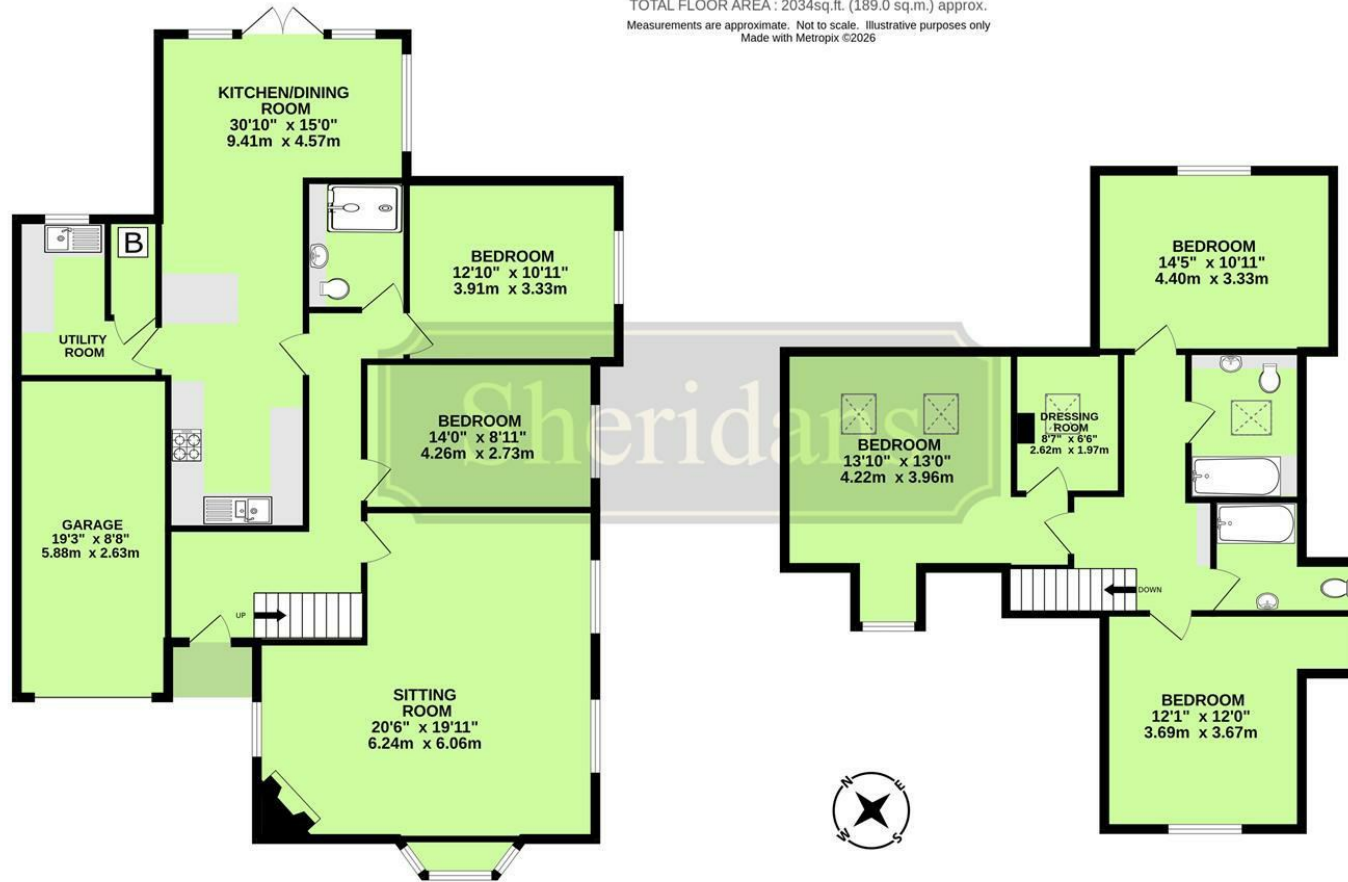 TOTAL FLOOR AREA : 2034sq.ft. (189.0 sq.m.) approx.
Measurements are approximate. Not to scale. Illustrative purposes only
Made with Metropix ©2026
KITCHEN/DINING
ROOM
30'10" x 15'0"
9.41m x 4.57m
B
UTILITY
ROOM
BEDROOM
12'10" x 10'11"
3.91m x 3.33m
BEDROOM
14'0" x 8'11"
4.26m x 2.73m
GARAGE
19'3" x 8'8"
5.88m x 2.63m
UP
SITTING
ROOM
20'6" x 19'11"
6.24m x 6.06m
Sheridans
BEDROOM
14'5" x 10'11"
4.40m x 3.33m
BEDROOM
13'10" x 13'0"
4.22m x 3.96m
DRESSING
ROOM
8'7" x 6'6"
2.62m x 1.97m
DOWN
BEDROOM
12'1" x 12'0"
3.69m x 3.67m
N
E
W
S